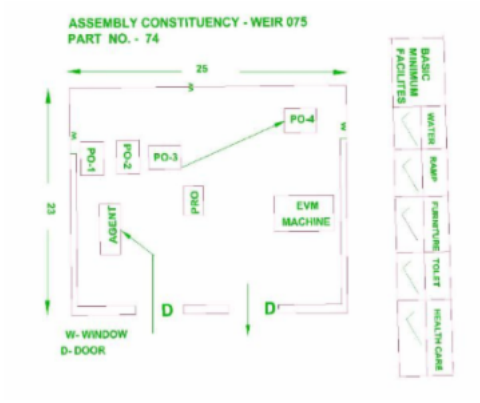 ASSEMBLY CONSTITUENCY - WEIR 075
PART NO. - 74
25
23
W
W
W
PO-1
PO-2
PO-3
PO-4
PRO
AGENT
EVM
MACHINE
D
D
W- WINDOW
D- DOOR
BASIC
MINIMUM
FACILITES
WATER
RAMP
FURNITURE
TOLET
HEALTH CARE